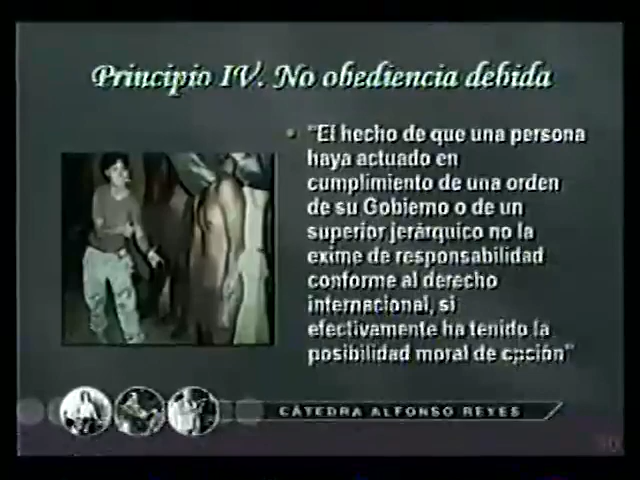 Principio IV. No obediencia debida
"El hecho de que una persona
haya actuado en
cumplimiento de una orden
de su Gobierno o de un
superior jerárquico no la
exime de responsabilidad
conforme al derecho
internacional, si
efectivamente ha tenido la
posibilidad moral de opción"
CÁTEDRA ALFONSO REYES